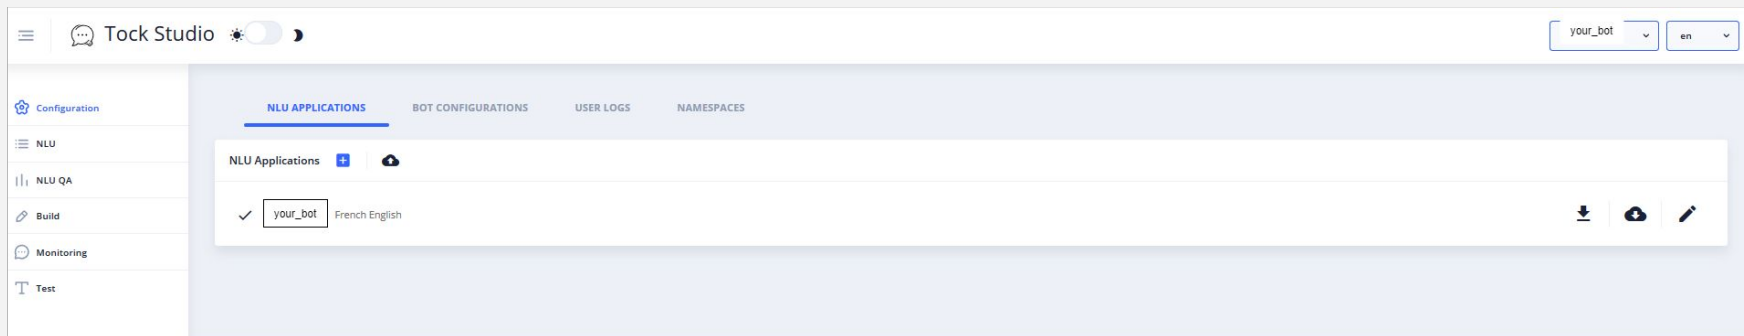 Tock Studio
your_bot
en
Configuration
NLU
NLU QA
Build
Monitoring
Test
NLU APPLICATIONS BOT CONFIGURATIONS USER LOGS NAMESPACES
NLU Applications
your_bot French English